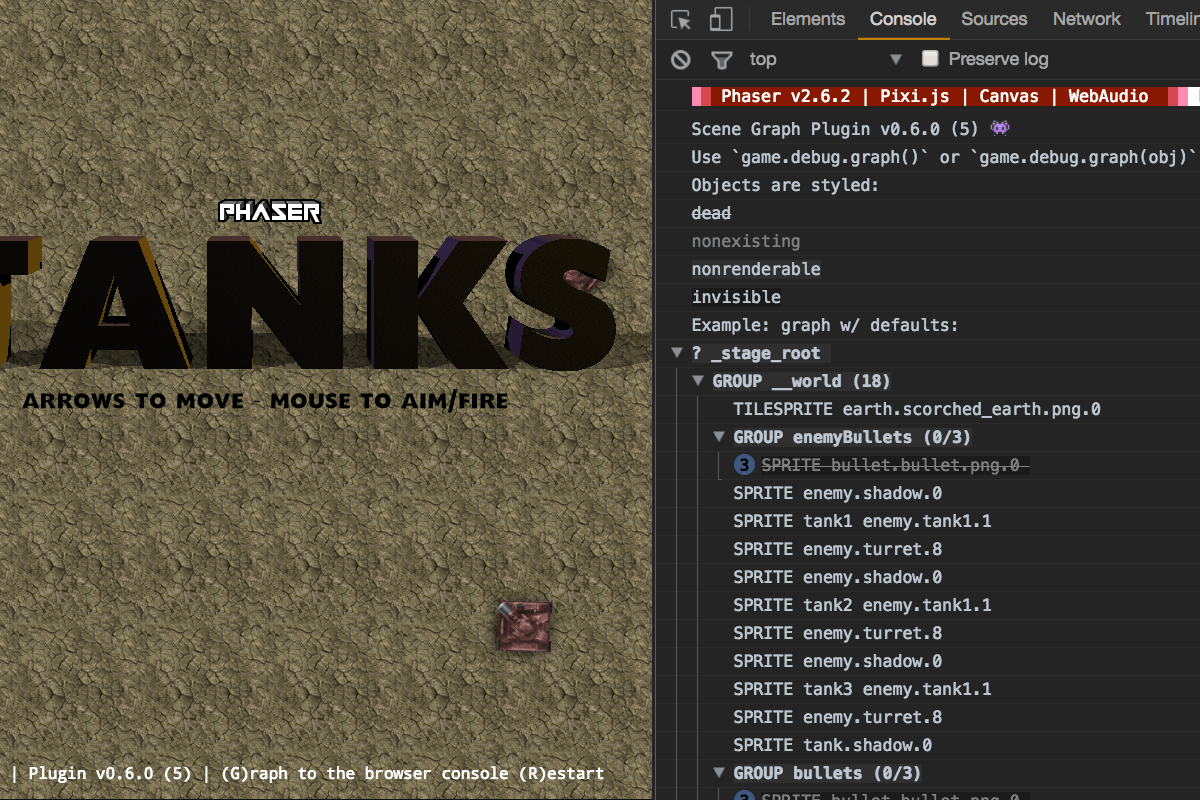 PHASER
TANKS
ARROWS TO MOVE - MOUSE TO AIM/FIRE
| Plugin v0.6.0 (5) | (G)raph to the browser console (R)estart
Elements Console Sources Network
top Preserve log
Phaser v2.6.2 | Pixi.js | Canvas | WebAudio
Scene Graph Plugin v0.6.0 (5) 👾
Use `game.debug.graph()` or `game.debug.graph(obj)`
Objects are styled:
dead
nonexisting
nonrenderable
invisible
Example: graph w/ defaults:
? _stage_root
GROUP __world (18)
TILESPRITE earth.scorched_earth.png.0
GROUP enemyBullets (0/3)
3 SPRITE bullet.bullet.png.0
SPRITE enemy.shadow.0
SPRITE tank1 enemy.tank1.1
SPRITE enemy.turret.8
SPRITE enemy.shadow.0
SPRITE tank2 enemy.tank1.1
SPRITE enemy.turret.8
SPRITE enemy.shadow.0
SPRITE tank3 enemy.tank1.1
SPRITE enemy.turret.8
SPRITE tank.shadow.0
GROUP bullets (0/3)